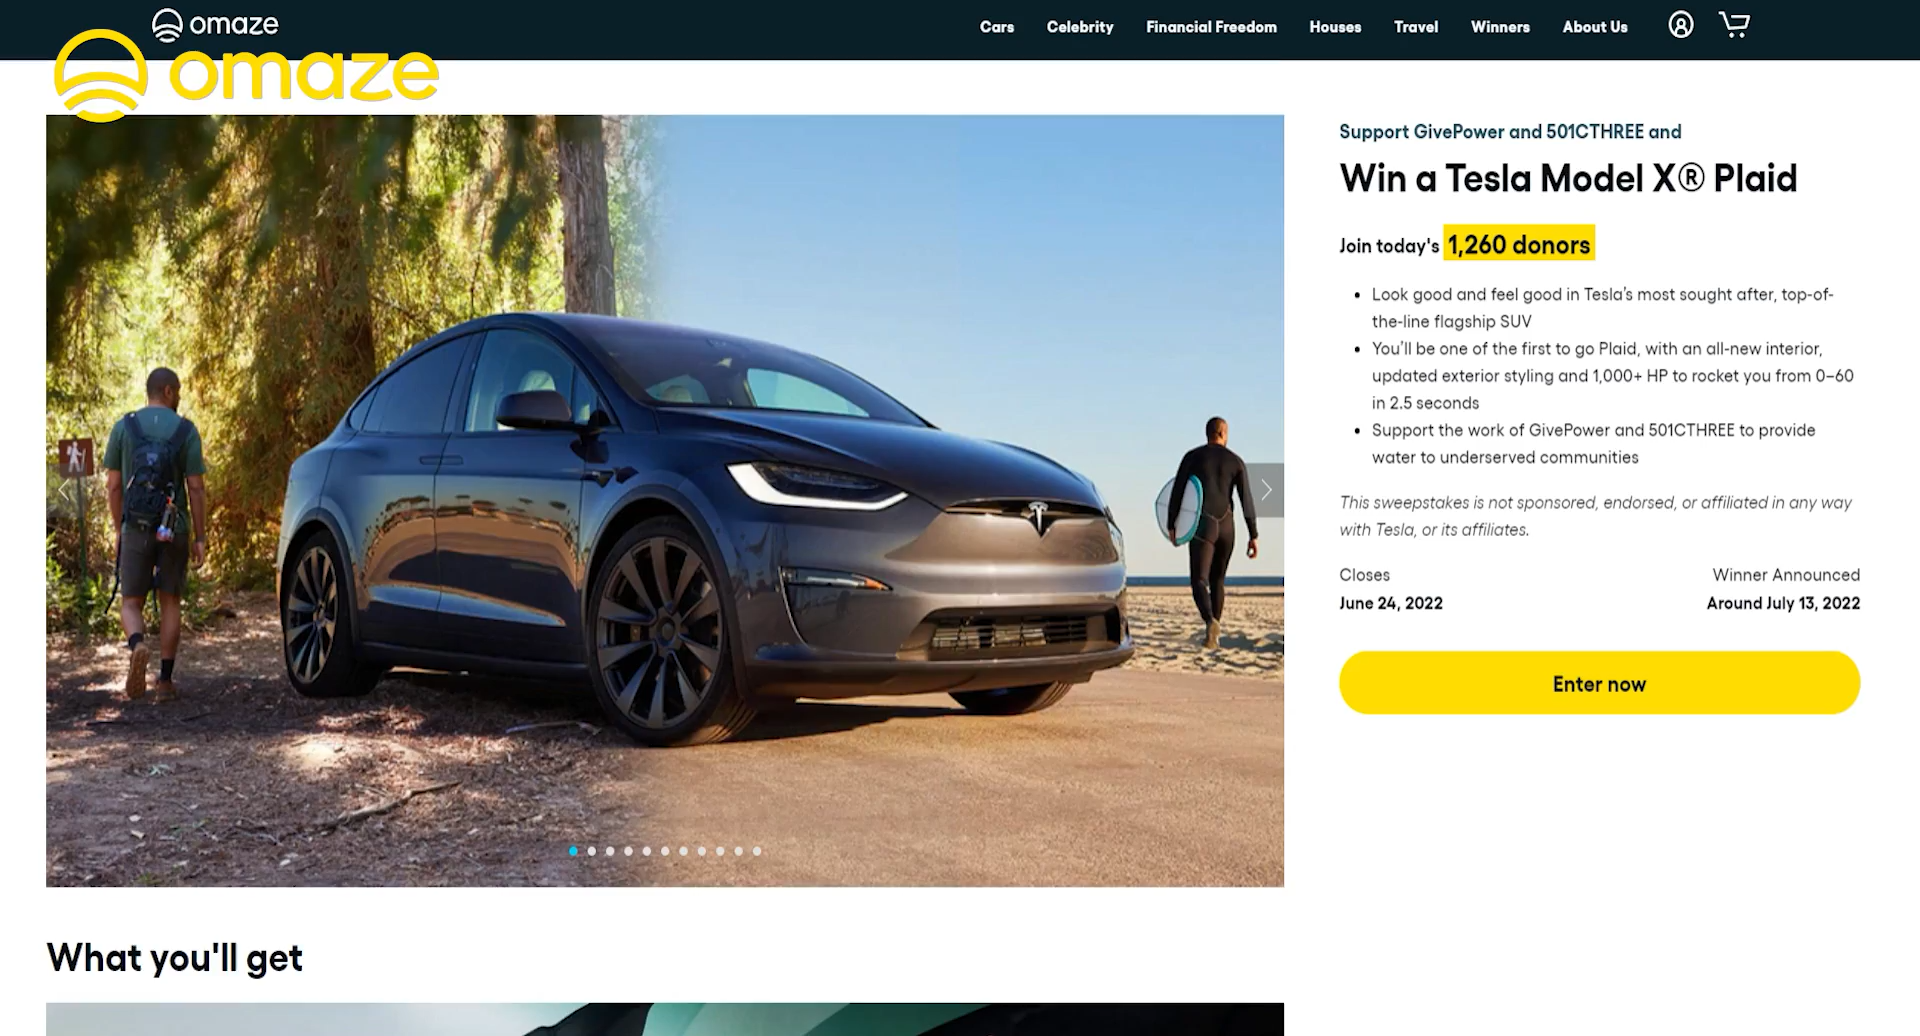 omaze
Cars Celebrity Financial Freedom Houses Travel Winners About Us
omaze
Support GivePower and 501CTHREE and
Win a Tesla Model X® Plaid
Join today's 1,260 donors
• Look good and feel good in Tesla's most sought after, top-of-
the-line flagship SUV
• You'll be one of the first to go Plaid, with an all-new interior,
updated exterior styling and 1,000+ HP to rocket you from 0–60
in 2.5 seconds
• Support the work of GivePower and 501CTHREE to provide
water to underserved communities
This sweepstakes is not sponsored, endorsed, or affiliated in any way
with Tesla, or its affiliates.
Closes Winner Announced
June 24, 2022 Around July 13, 2022
Enter now
What you'll get